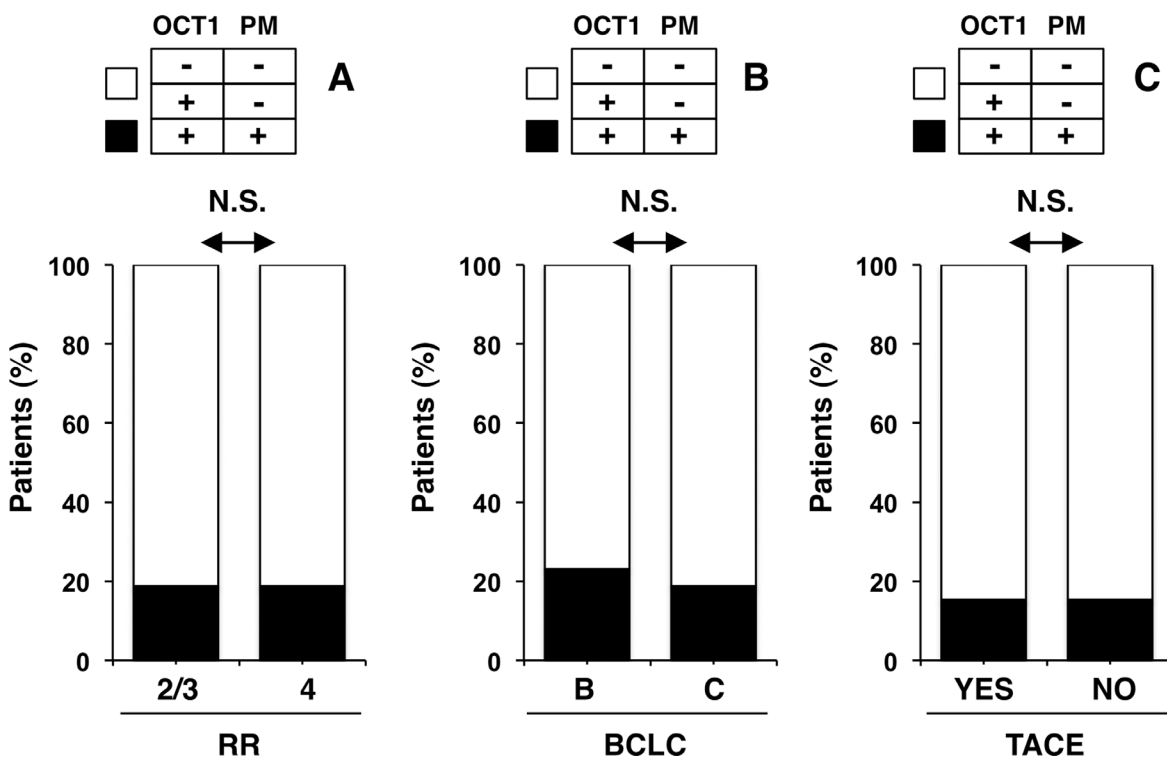 OCT1 PM
- -
+ -
+ +
A
N.S.
100
80
60
40
20
0
Patients (%)
2/3 4
RR
OCT1 PM
- -
+ -
+ +
B
N.S.
100
80
60
40
20
0
Patients (%)
B C
BCLC
OCT1 PM
- -
+ -
+ +
C
N.S.
100
80
60
40
20
0
Patients (%)
YES NO
TACE